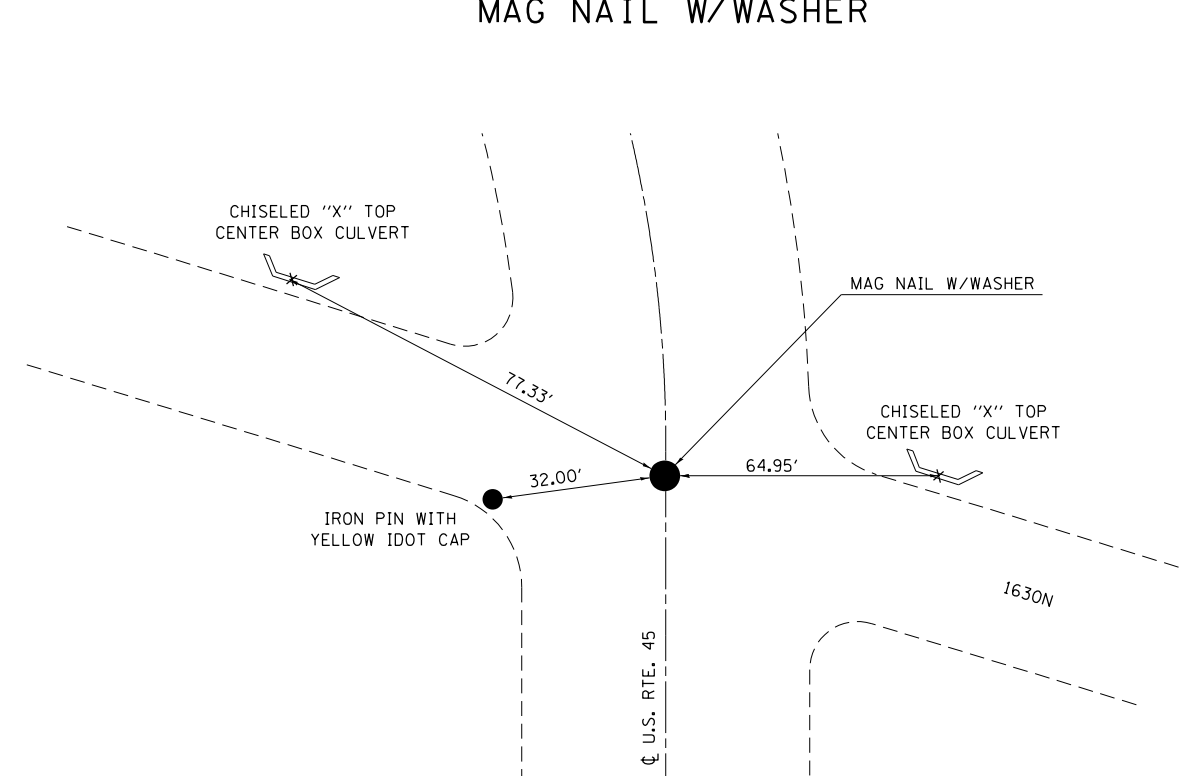 MAG NAIL W/WASHER
CHISELED "X" TOP
CENTER BOX CULVERT
MAG NAIL W/WASHER
77.33'
CHISELED "X" TOP
CENTER BOX CULVERT
64.95'
32.00'
IRON PIN WITH
YELLOW IDOT CAP
1630N
℄ U.S. RTE. 45